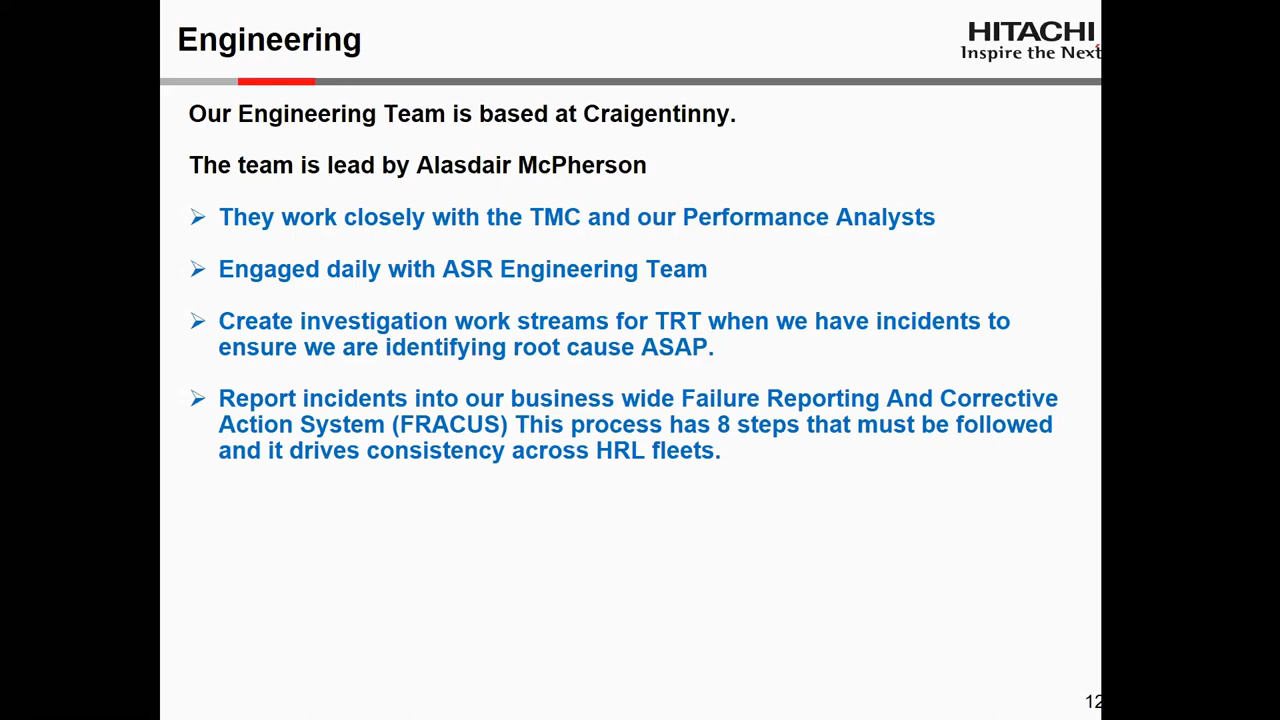 Engineering
HITACHI
Inspire the Next
Our Engineering Team is based at Craigentinny.
The team is lead by Alasdair McPherson
They work closely with the TMC and our Performance Analysts
Engaged daily with ASR Engineering Team
Create investigation work streams for TRT when we have incidents to
ensure we are identifying root cause ASAP.
Report incidents into our business wide Failure Reporting And Corrective
Action System (FRACUS) This process has 8 steps that must be followed
and it drives consistency across HRL fleets.
12